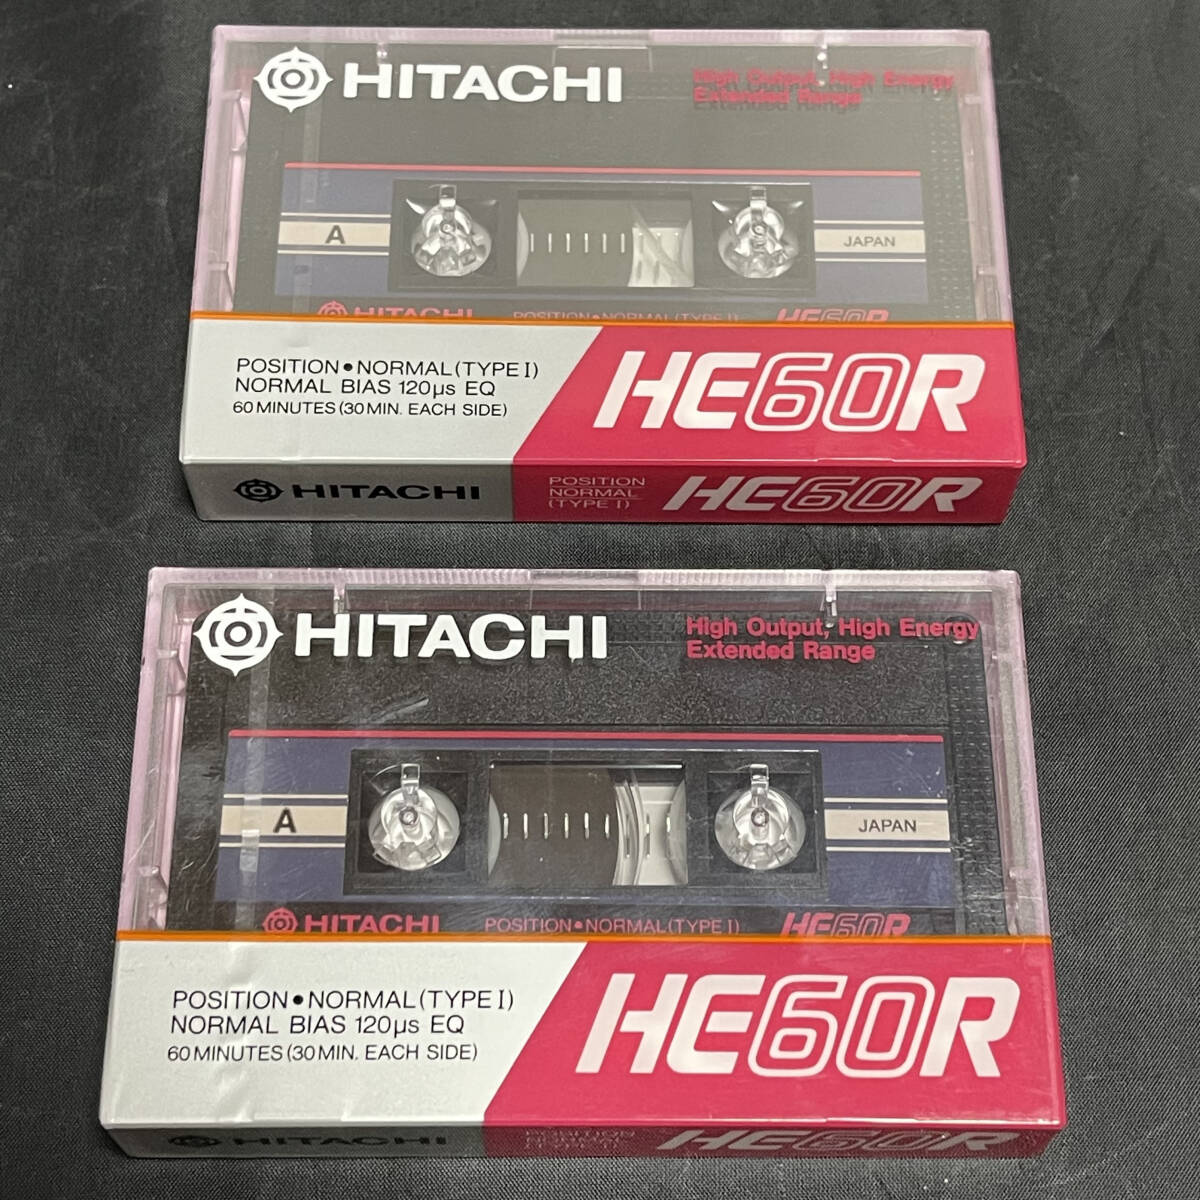 HITACHI
High Output, High Energy
Extended Range
A
JAPAN
HITACHI POSITION•NORMAL(TYPE I) HE60R
POSITION•NORMAL(TYPE I)
NORMAL BIAS 120μs EQ
60 MINUTES (30 MIN. EACH SIDE)
HE60R
HITACHI
POSITION
NORMAL
(TYPE I)
HE60R
HITACHI
High Output, High Energy
Extended Range
A
JAPAN
HITACHI POSITION•NORMAL(TYPE I) HE60R
POSITION•NORMAL(TYPE I)
NORMAL BIAS 120μs EQ
60 MINUTES (30 MIN. EACH SIDE)
HE60R
HITACHI
POSITION
NORMAL
HE60R